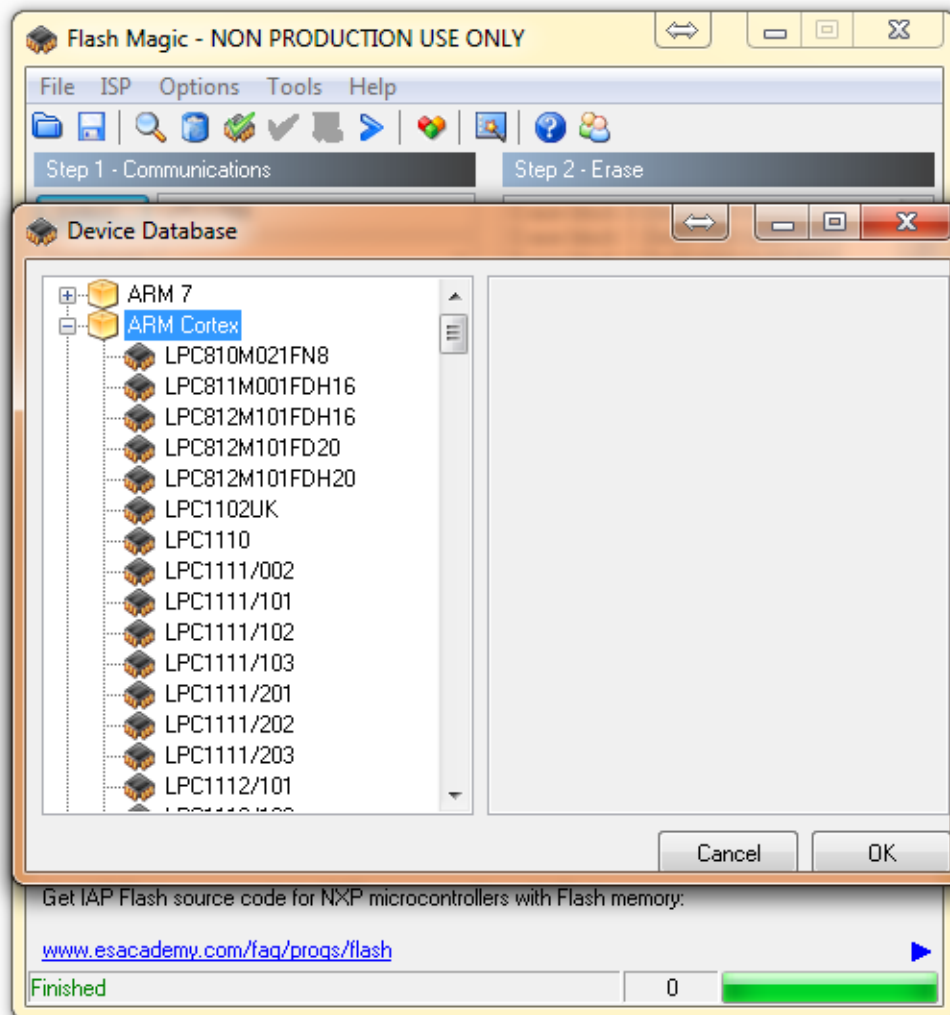 Flash Magic - NON PRODUCTION USE ONLY
File ISP Options Tools Help
Step 1 - Communications
Step 2 - Erase
Device Database
ARM 7
ARM Cortex
LPC810M021FN8
LPC811M001FDH16
LPC812M101FDH16
LPC812M101FD20
LPC812M101FDH20
LPC1102UK
LPC1110
LPC1111/002
LPC1111/101
LPC1111/102
LPC1111/103
LPC1111/201
LPC1111/202
LPC1111/203
LPC1112/101
Cancel
OK
Get IAP Flash source code for NXP microcontrollers with Flash memory:
www.esacademy.com/faq/progs/flash
Finished
0